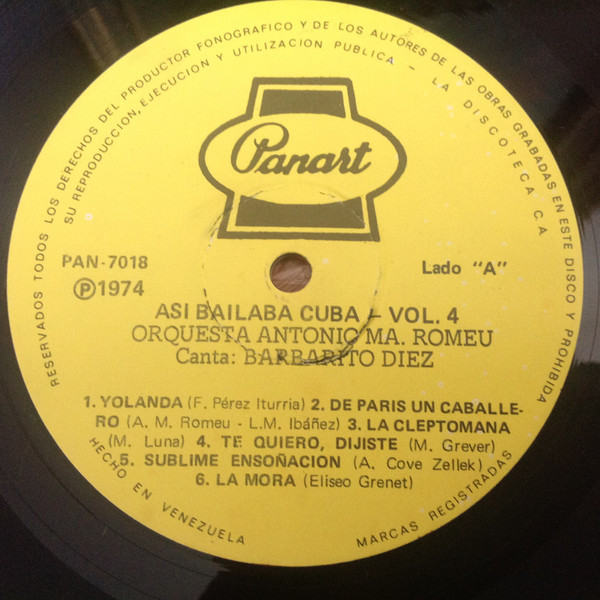 RESERVADOS TODOS LOS DERECHOS DEL PRODUCTOR FONOGRAFICO Y DE LOS AUTORES DE LAS OBRAS GRABADAS EN ESTE DISCO Y PROHIBIDA
SU REPRODUCCION, EJECUCION Y UTILIZACION PUBLICA - LA DISCOTECA C.A.
Panart
PAN-7018
Lado "A"
Ⓟ1974
ASI BAILABA CUBA - VOL. 4
ORQUESTA ANTONIO MA. ROMEU
Canta: BARBARITO DIEZ
1. YOLANDA (F. Pérez Iturria) 2. DE PARIS UN CABALLE-
RO (A. M. Romeu - L.M. Ibáñez) 3. LA CLEPTOMANA
(M. Luna) 4. TE QUIERO, DIJISTE (M. Grever)
5. SUBLIME ENSOÑACION (A. Cove Zellek)
6. LA MORA (Eliseo Grenet)
HECHO EN VENEZUELA
MARCAS REGISTRADAS